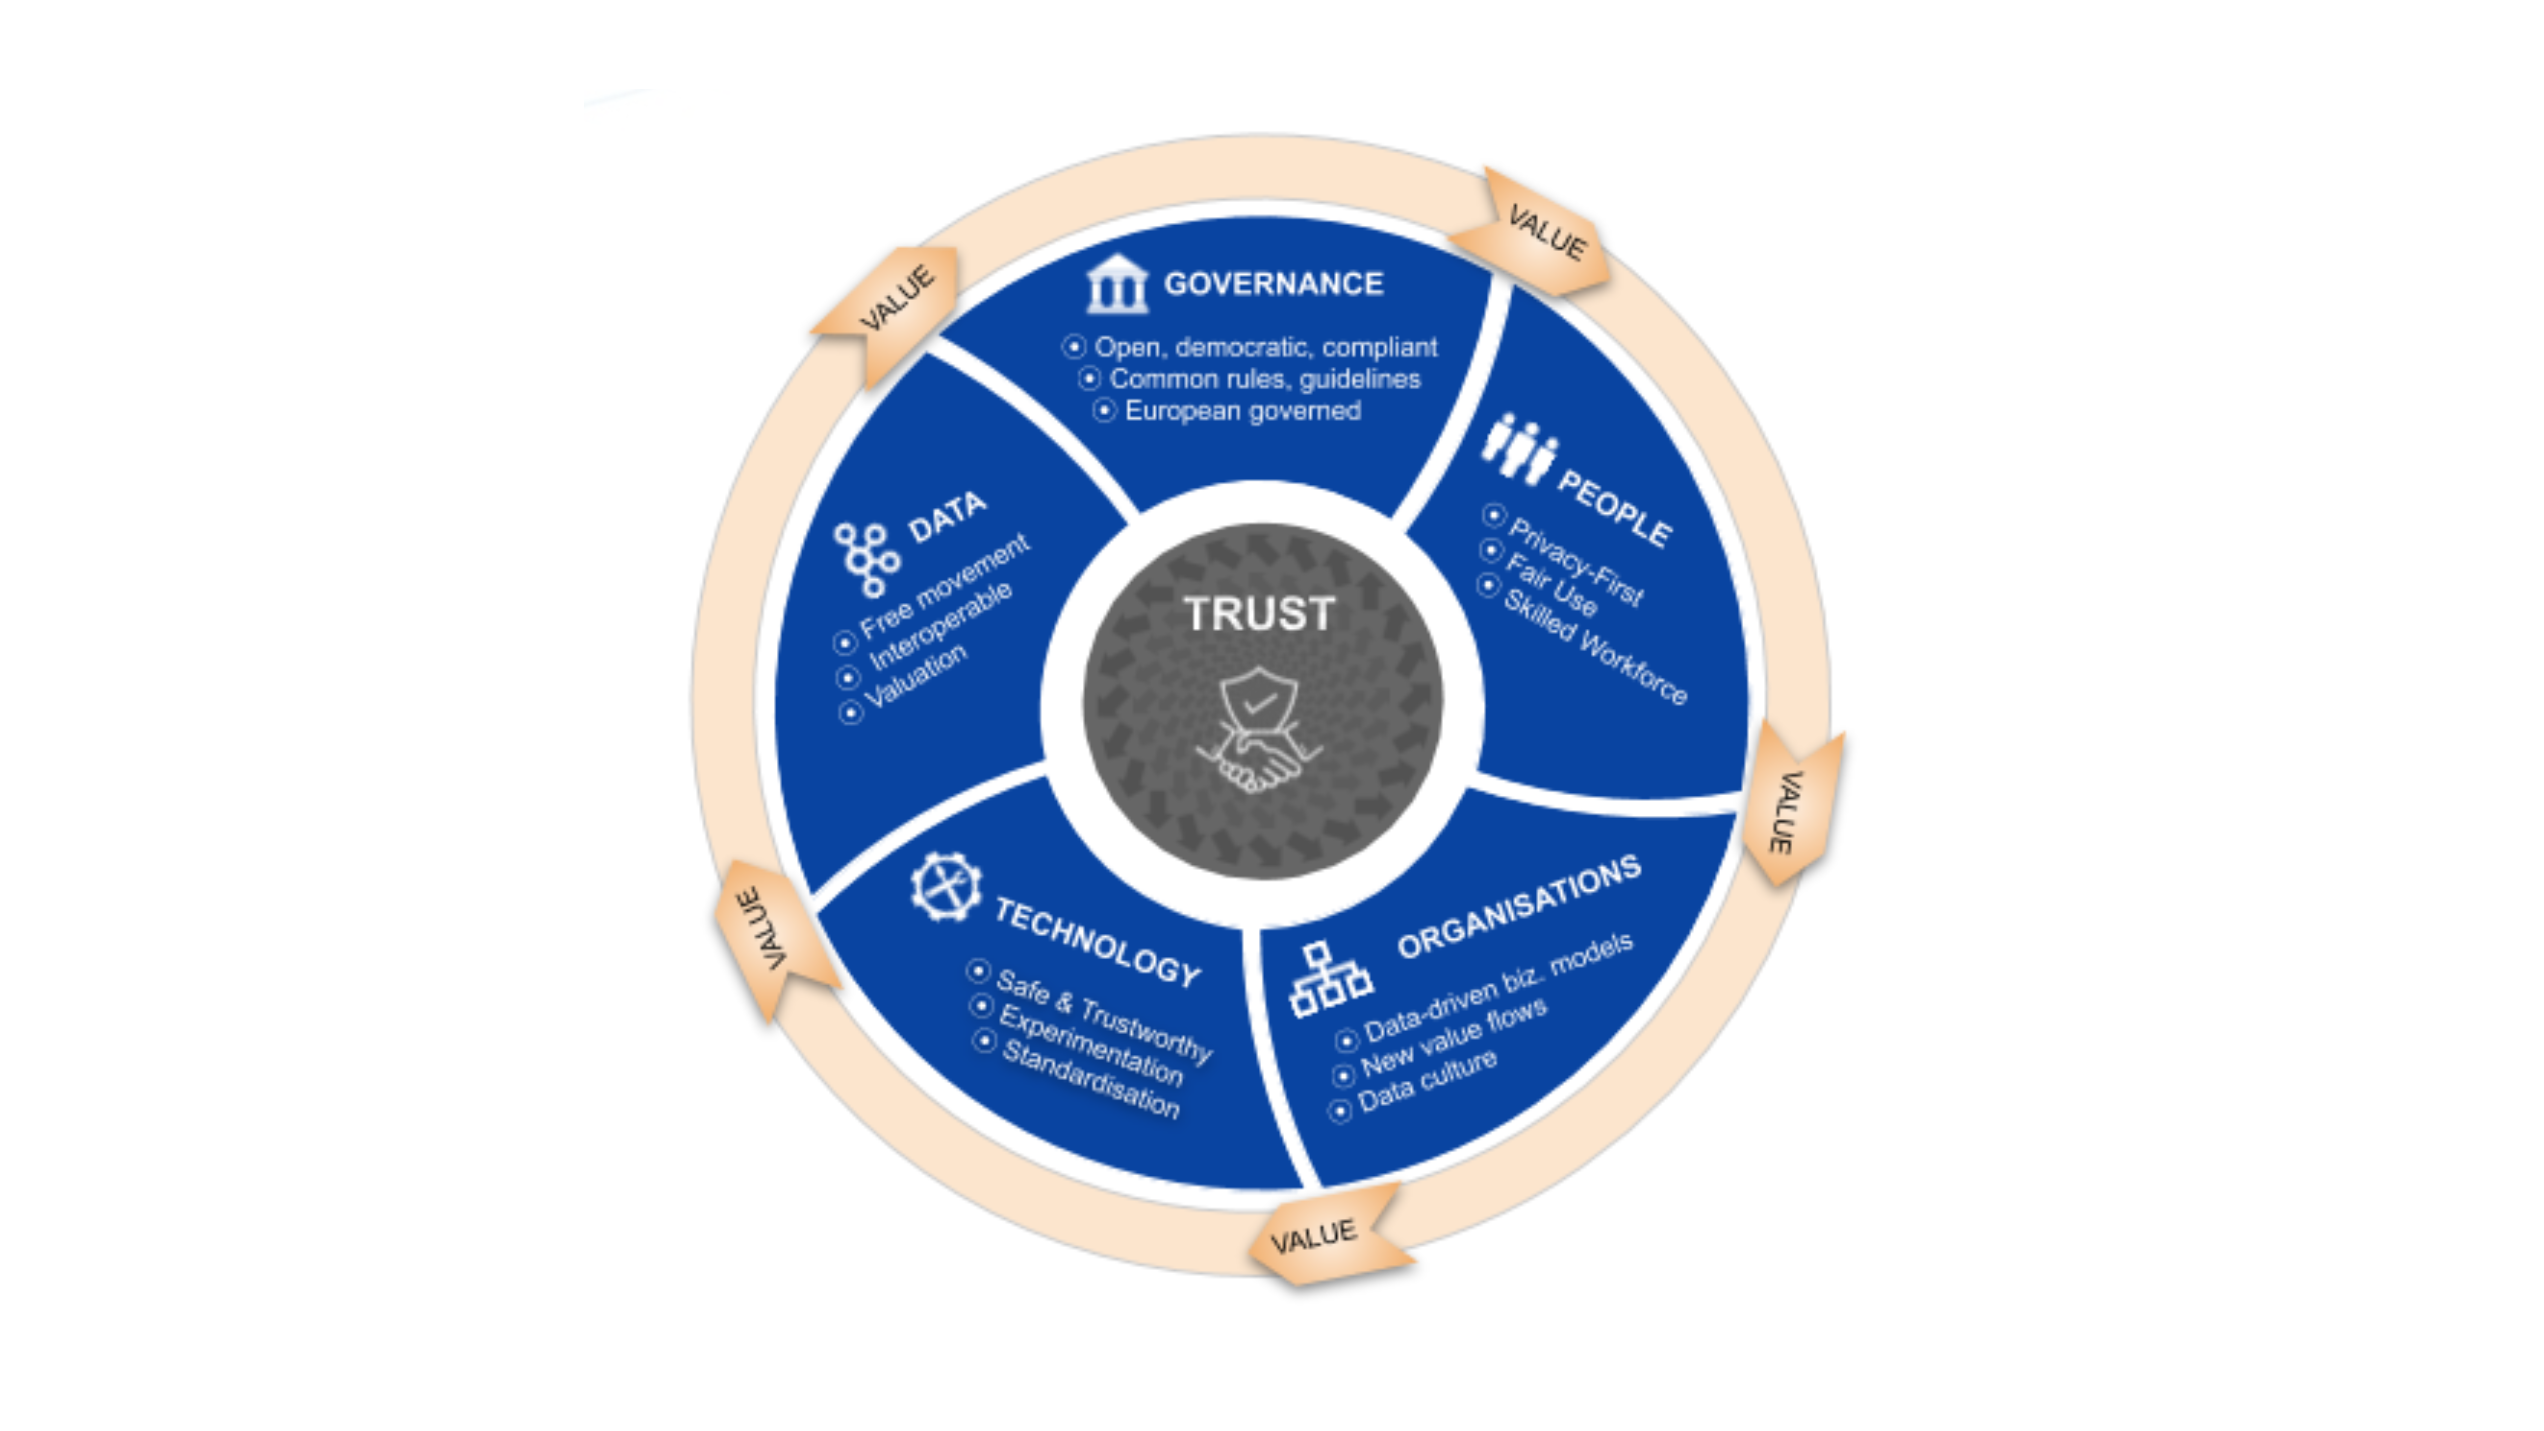 VALUE
GOVERNANCE
Open, democratic, compliant
Common rules, guidelines
European governed
VALUE
PEOPLE
Privacy-First
Fair Use
Skilled Workforce
VALUE
ORGANISATIONS
Data-driven biz. models
New value flows
Data culture
VALUE
TECHNOLOGY
Safe & Trustworthy
Experimentation
Standardisation
VALUE
DATA
Free movement
Interoperable
Valuation
TRUST